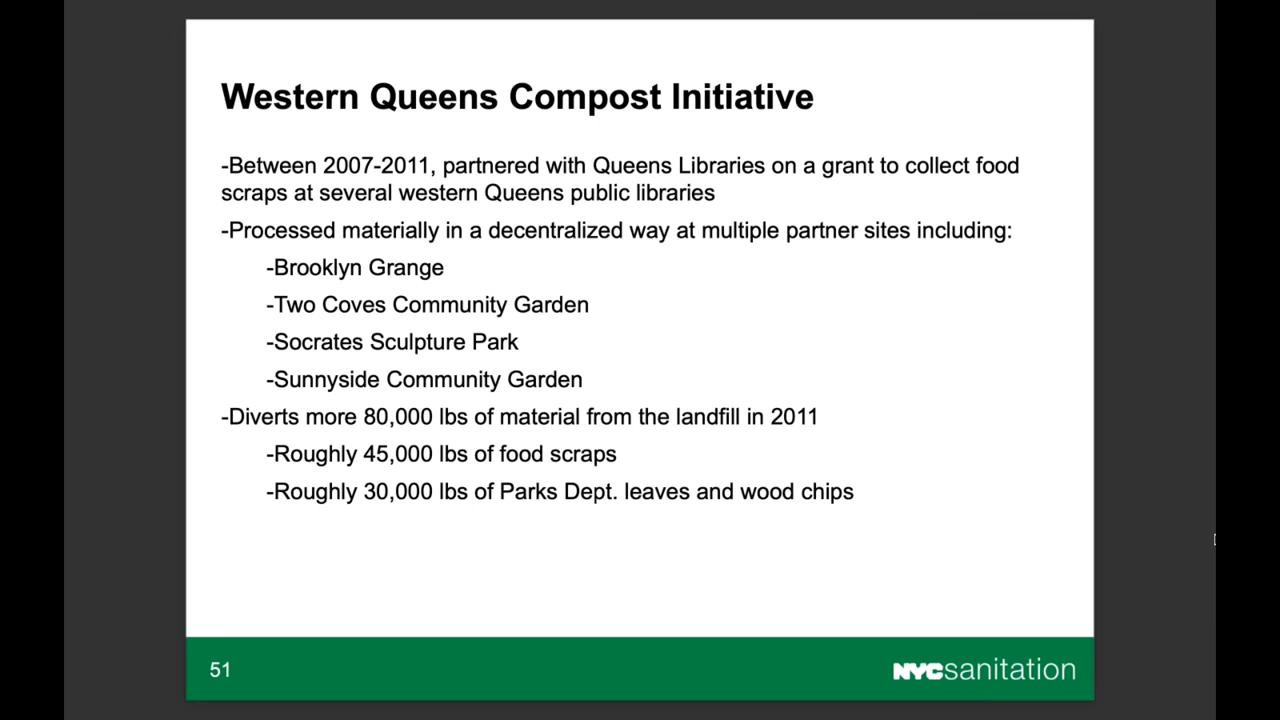 Western Queens Compost Initiative
-Between 2007-2011, partnered with Queens Libraries on a grant to collect food
scraps at several western Queens public libraries
-Processed materially in a decentralized way at multiple partner sites including:
-Brooklyn Grange
-Two Coves Community Garden
-Socrates Sculpture Park
-Sunnyside Community Garden
-Diverts more 80,000 lbs of material from the landfill in 2011
-Roughly 45,000 lbs of food scraps
-Roughly 30,000 lbs of Parks Dept. leaves and wood chips
51
NYCsanitation